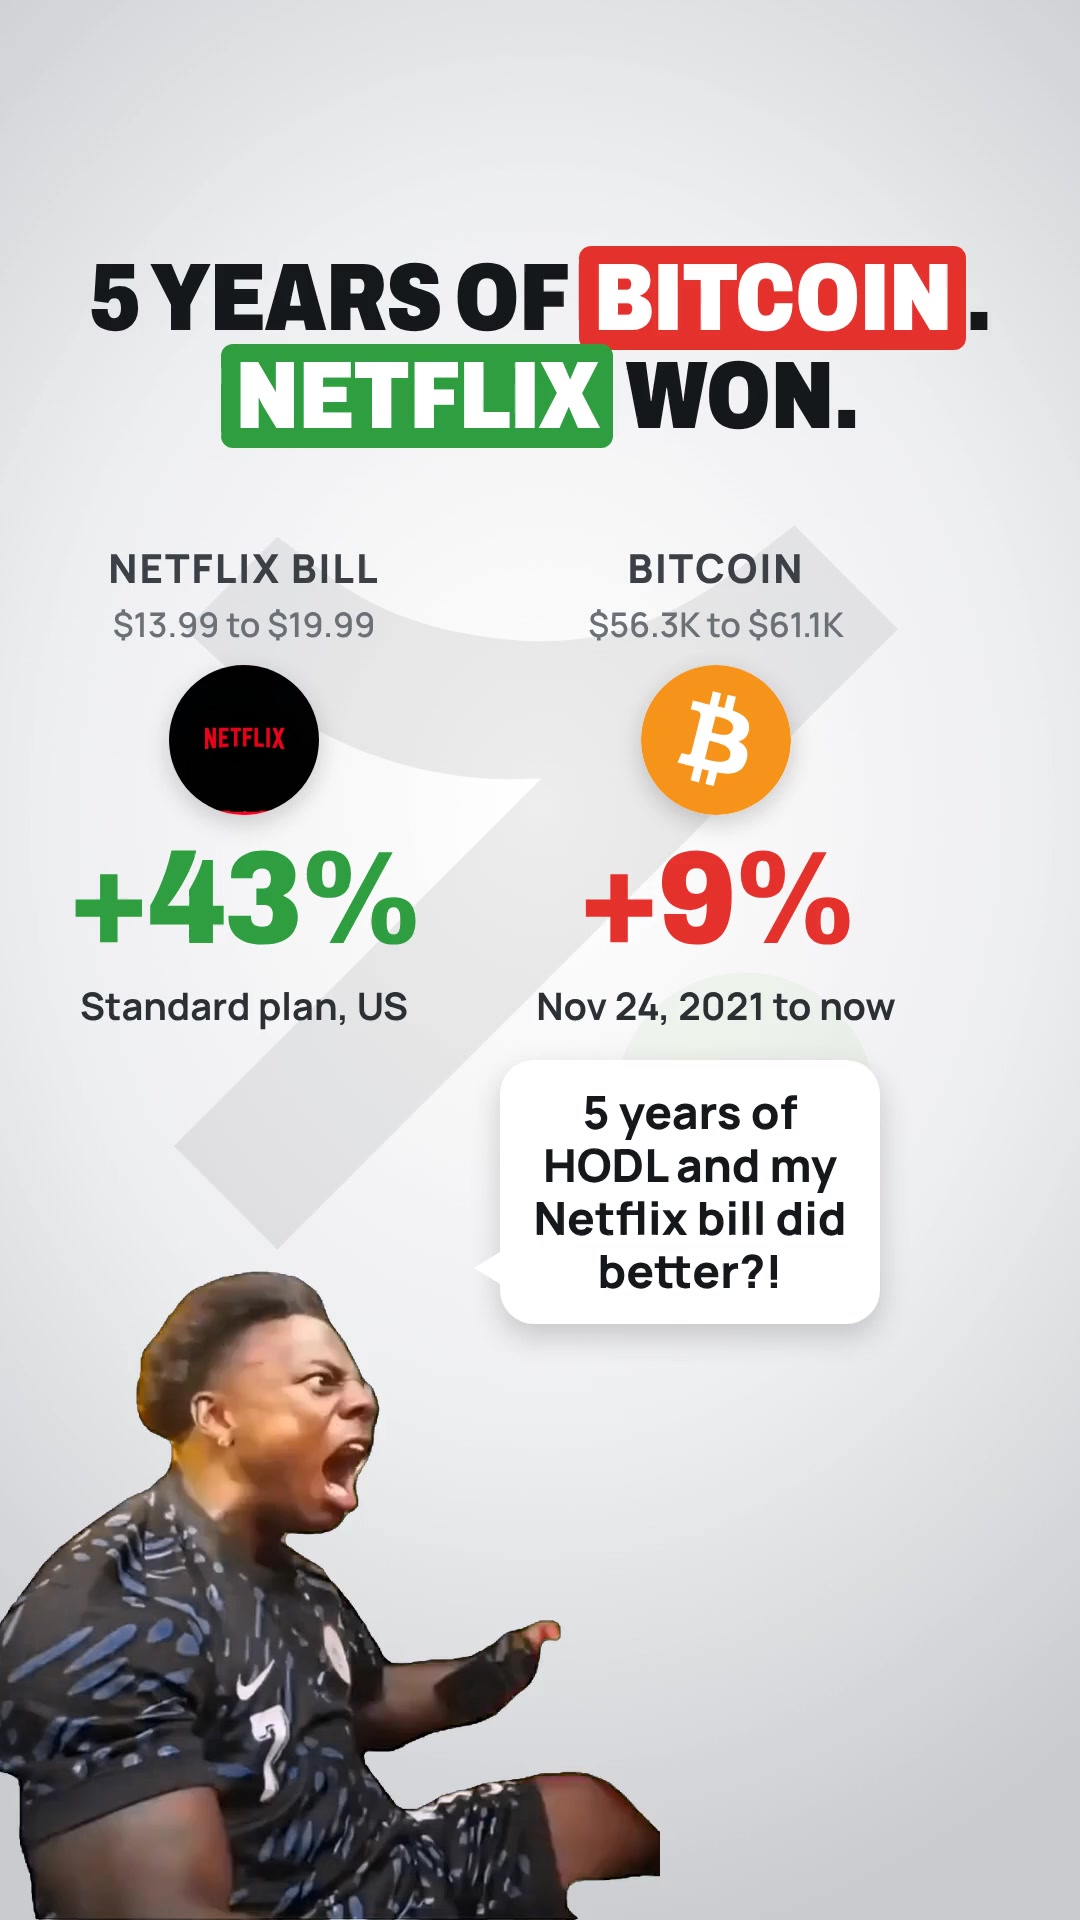 5 YEARS OF BITCOIN.
NETFLIX WON.
NETFLIX BILL
$13.99 to $19.99
NETFLIX
+43%
Standard plan, US
BITCOIN
$56.3K to $61.1K
₿
+9%
Nov 24, 2021 to now
5 years of
HODL and my
Netflix bill did
better?!
7